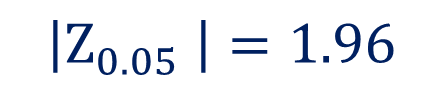 |Z₀.₀₅ | = 1.96